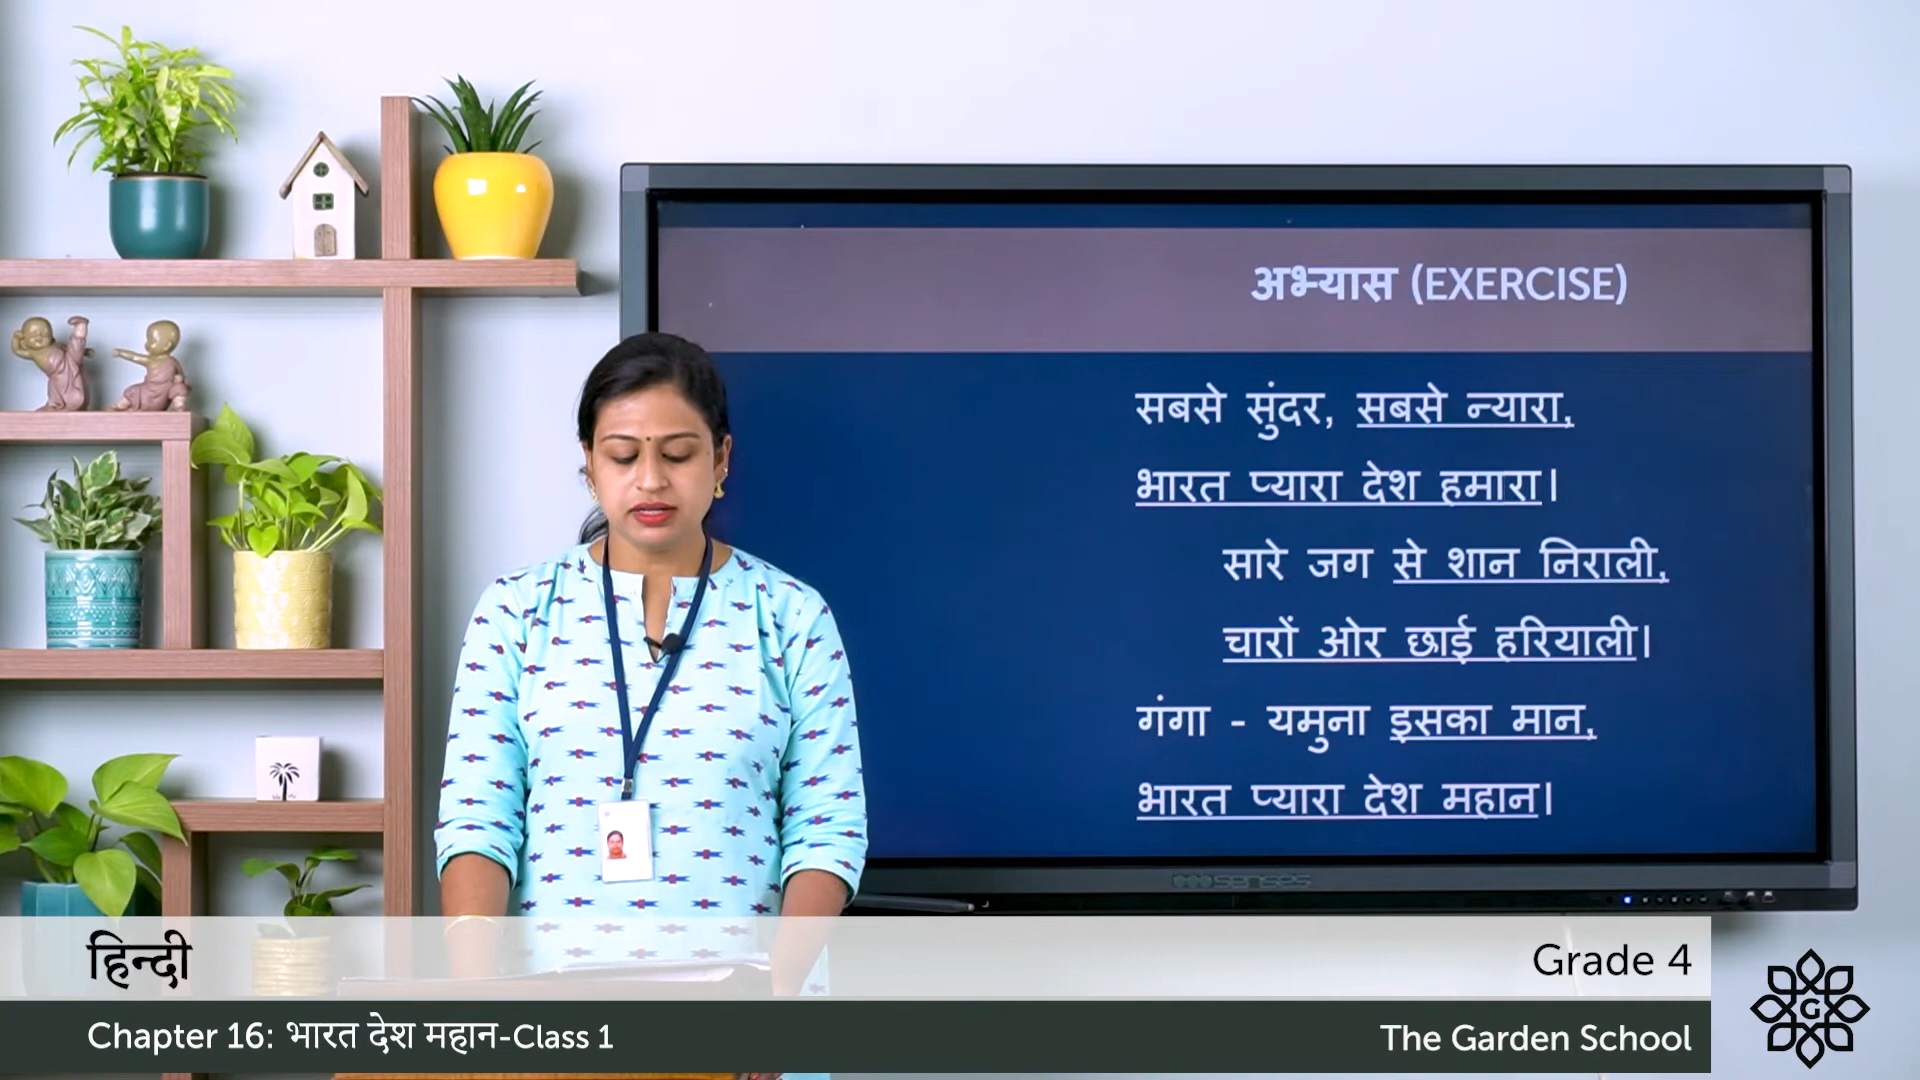 अभ्यास (EXERCISE)
सबसे सुंदर, सबसे न्यारा,
भारत प्यारा देश हमारा।
सारे जग से शान निराली,
चारों ओर छाई हरियाली।
गंगा - यमुना इसका मान,
भारत प्यारा देश महान।
senses
हिन्दी
Grade 4
Chapter 16: भारत देश महान-Class 1
The Garden School
G